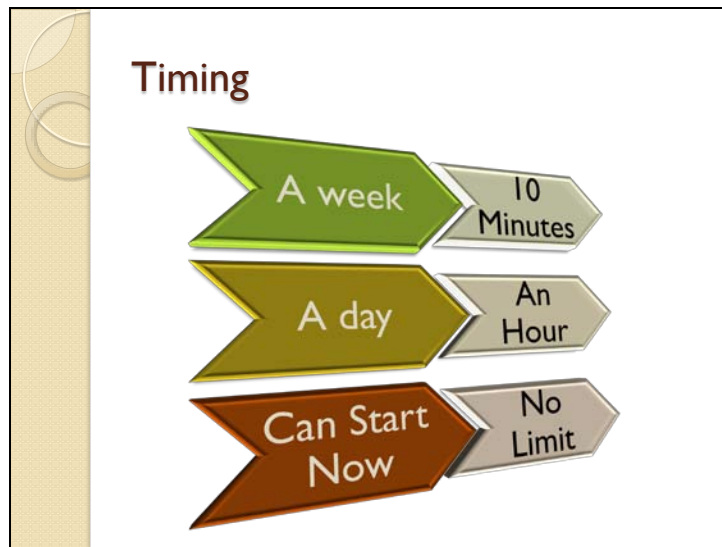 Timing
A week
10
Minutes
A day
An
Hour
Can Start
Now
No
Limit